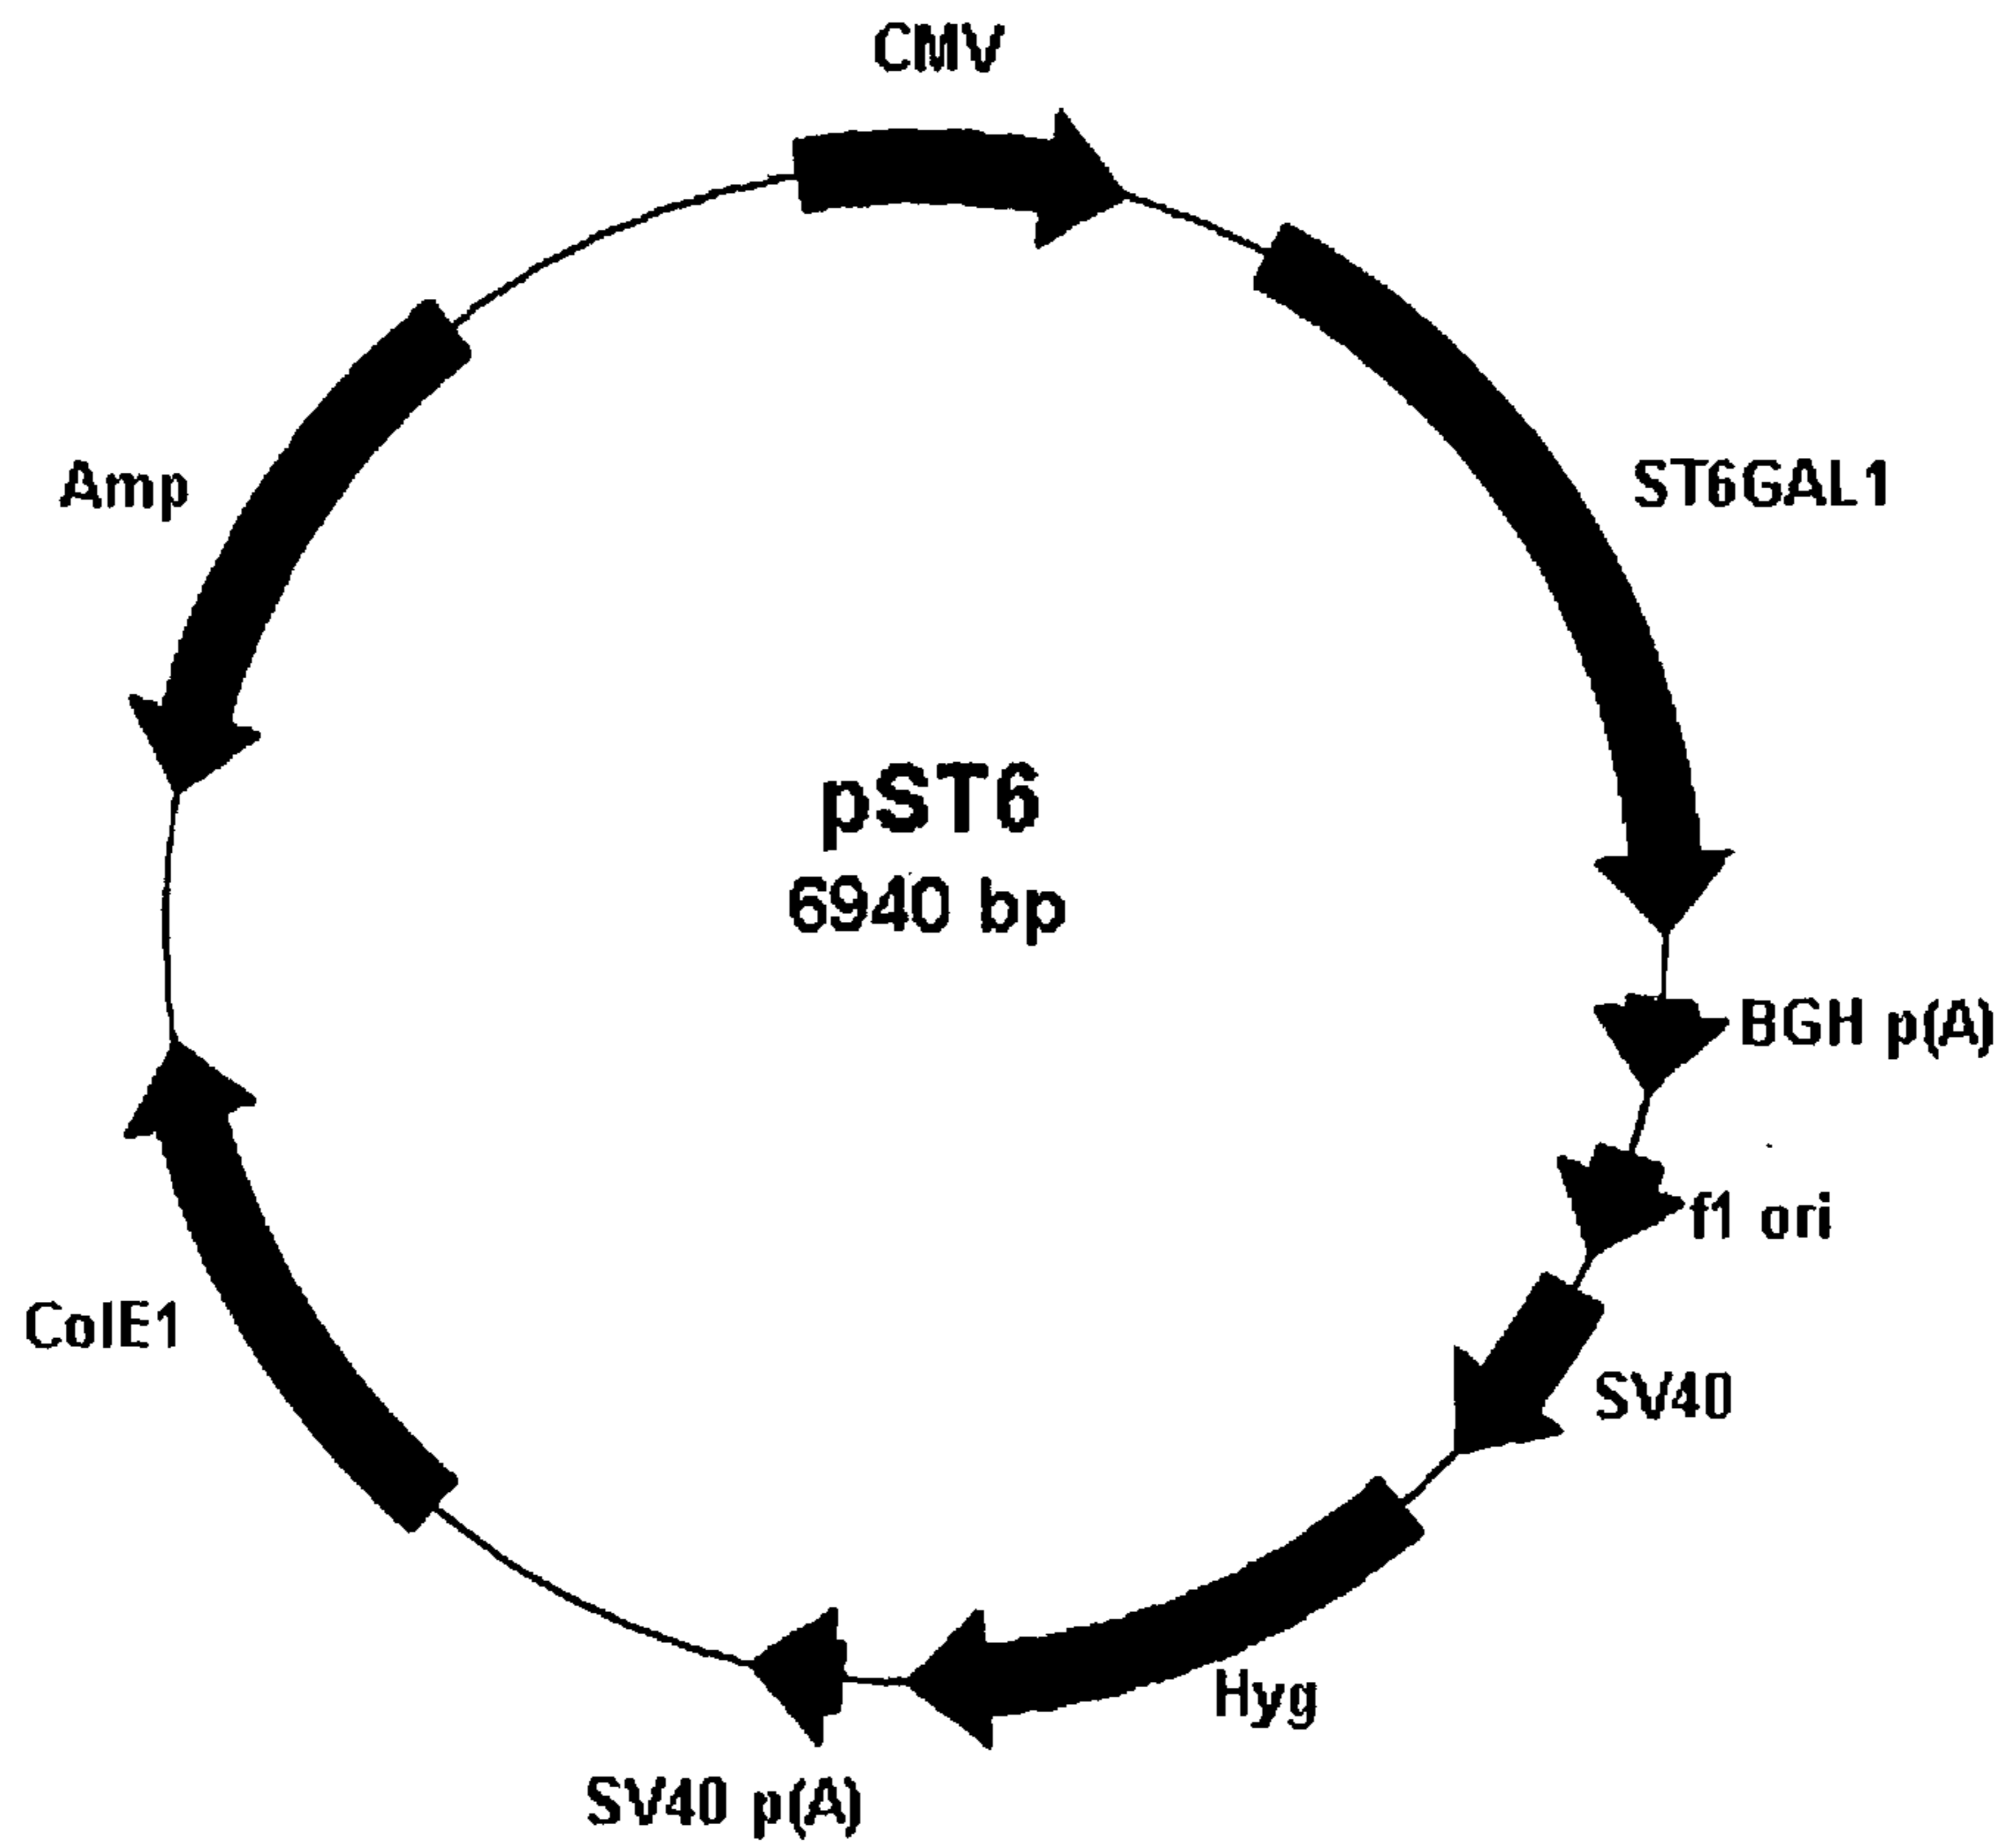 CMV
Amp
ST6GAL1
pST6
6940 bp
BGH p(A)
f1 ori
ColE1
SV40
Hyg
SV40 p(A)